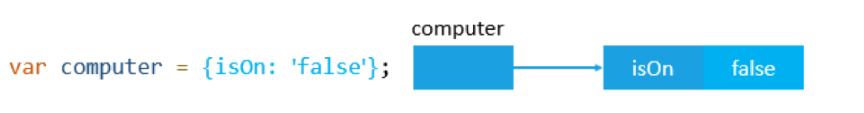 computer
var computer = {isOn: 'false'};
isOn false